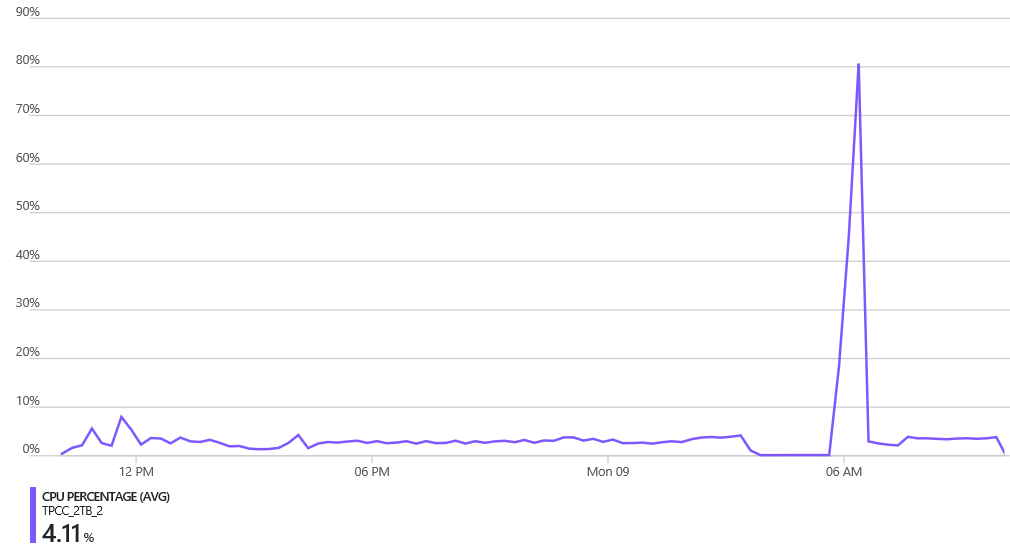 90%
80%
70%
60%
50%
40%
30%
20%
10%
0%
12 PM
06 PM
Mon 09
06 AM
CPU PERCENTAGE (AVG)
TPCC_2TB_2
4.11 %